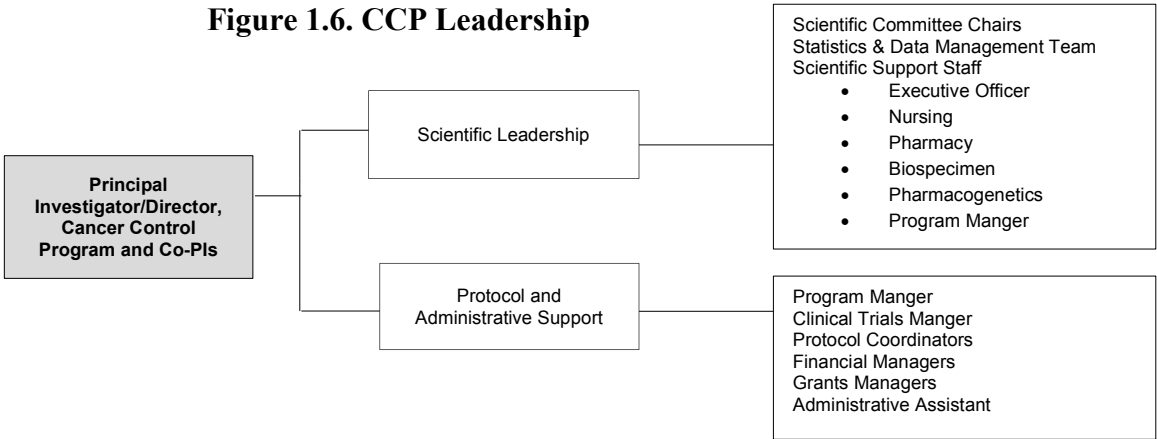 Figure 1.6. CCP Leadership
Principal
Investigator/Director,
Cancer Control
Program and Co-PIs
Scientific Leadership
Scientific Committee Chairs
Statistics & Data Management Team
Scientific Support Staff
• Executive Officer
• Nursing
• Pharmacy
• Biospecimen
• Pharmacogenetics
• Program Manger
Protocol and
Administrative Support
Program Manger
Clinical Trials Manger
Protocol Coordinators
Financial Managers
Grants Managers
Administrative Assistant